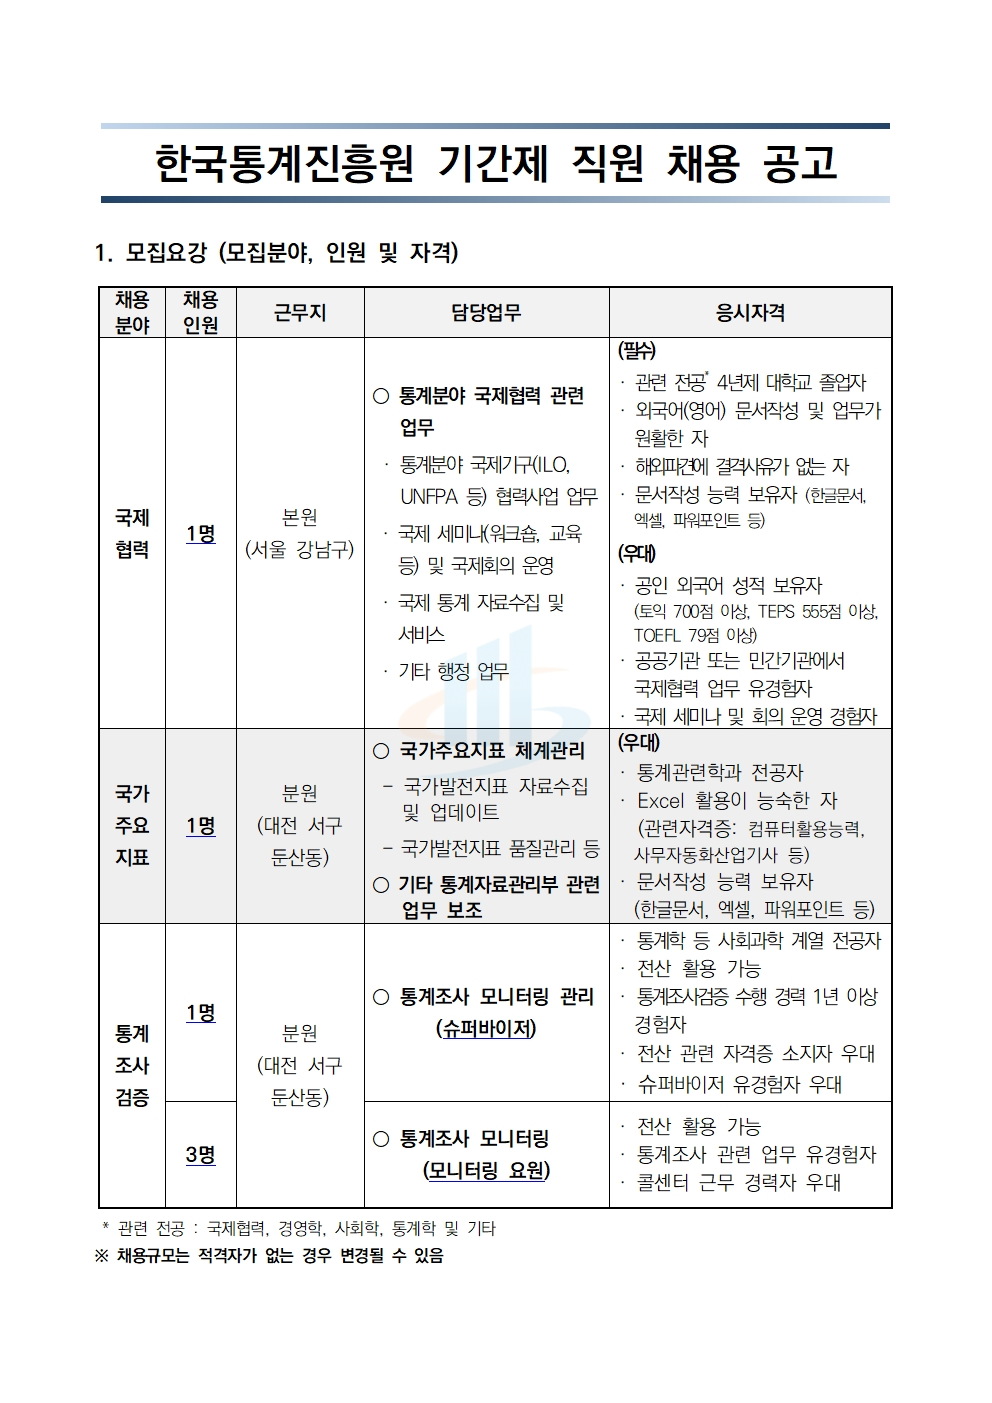 한국통계진흥원 기간제 직원 채용 공고
1. 모집요강 (모집분야, 인원 및 자격)
채용
분야
채용
인원
근무지
담당업무
응시자격
국제
협력
1명
본원
(서울 강남구)
○ 통계분야 국제협력 관련
업무
· 통계분야 국제기구(ILO,
UNFPA 등) 협력사업 업무
· 국제 세미나(워크숍, 교육
등) 및 국제회의 운영
· 국제 통계 자료수집 및
서비스
· 기타 행정 업무
(필수)
· 관련 전공* 4년제 대학교 졸업자
· 외국어(영어) 문서작성 및 업무가
원활한 자
· 해외파견에 결격사유가 없는 자
· 문서작성 능력 보유자 (한글문서,
엑셀, 파워포인트 등)
(우대)
· 공인 외국어 성적 보유자
(토익 700점 이상, TEPS 555점 이상,
TOEFL 79점 이상)
· 공공기관 또는 민간기관에서
국제협력 업무 유경험자
· 국제 세미나 및 회의 운영 경험자
국가
주요
지표
1명
분원
(대전 서구
둔산동)
○ 국가주요지표 체계관리
- 국가발전지표 자료수집
및 업데이트
- 국가발전지표 품질관리 등
○ 기타 통계자료관리부 관련
업무 보조
(우대)
· 통계관련학과 전공자
· Excel 활용이 능숙한 자
(관련자격증: 컴퓨터활용능력,
사무자동화산업기사 등)
· 문서작성 능력 보유자
(한글문서, 엑셀, 파워포인트 등)
통계
조사
검증
1명
분원
(대전 서구
둔산동)
○ 통계조사 모니터링 관리
(슈퍼바이저)
· 통계학 등 사회과학 계열 전공자
· 전산 활용 가능
· 통계조사검증 수행 경력 1년 이상
경험자
· 전산 관련 자격증 소지자 우대
· 슈퍼바이저 유경험자 우대
3명
○ 통계조사 모니터링
(모니터링 요원)
· 전산 활용 가능
· 통계조사 관련 업무 유경험자
· 콜센터 근무 경력자 우대
* 관련 전공 : 국제협력, 경영학, 사회학, 통계학 및 기타
※ 채용규모는 적격자가 없는 경우 변경될 수 있음